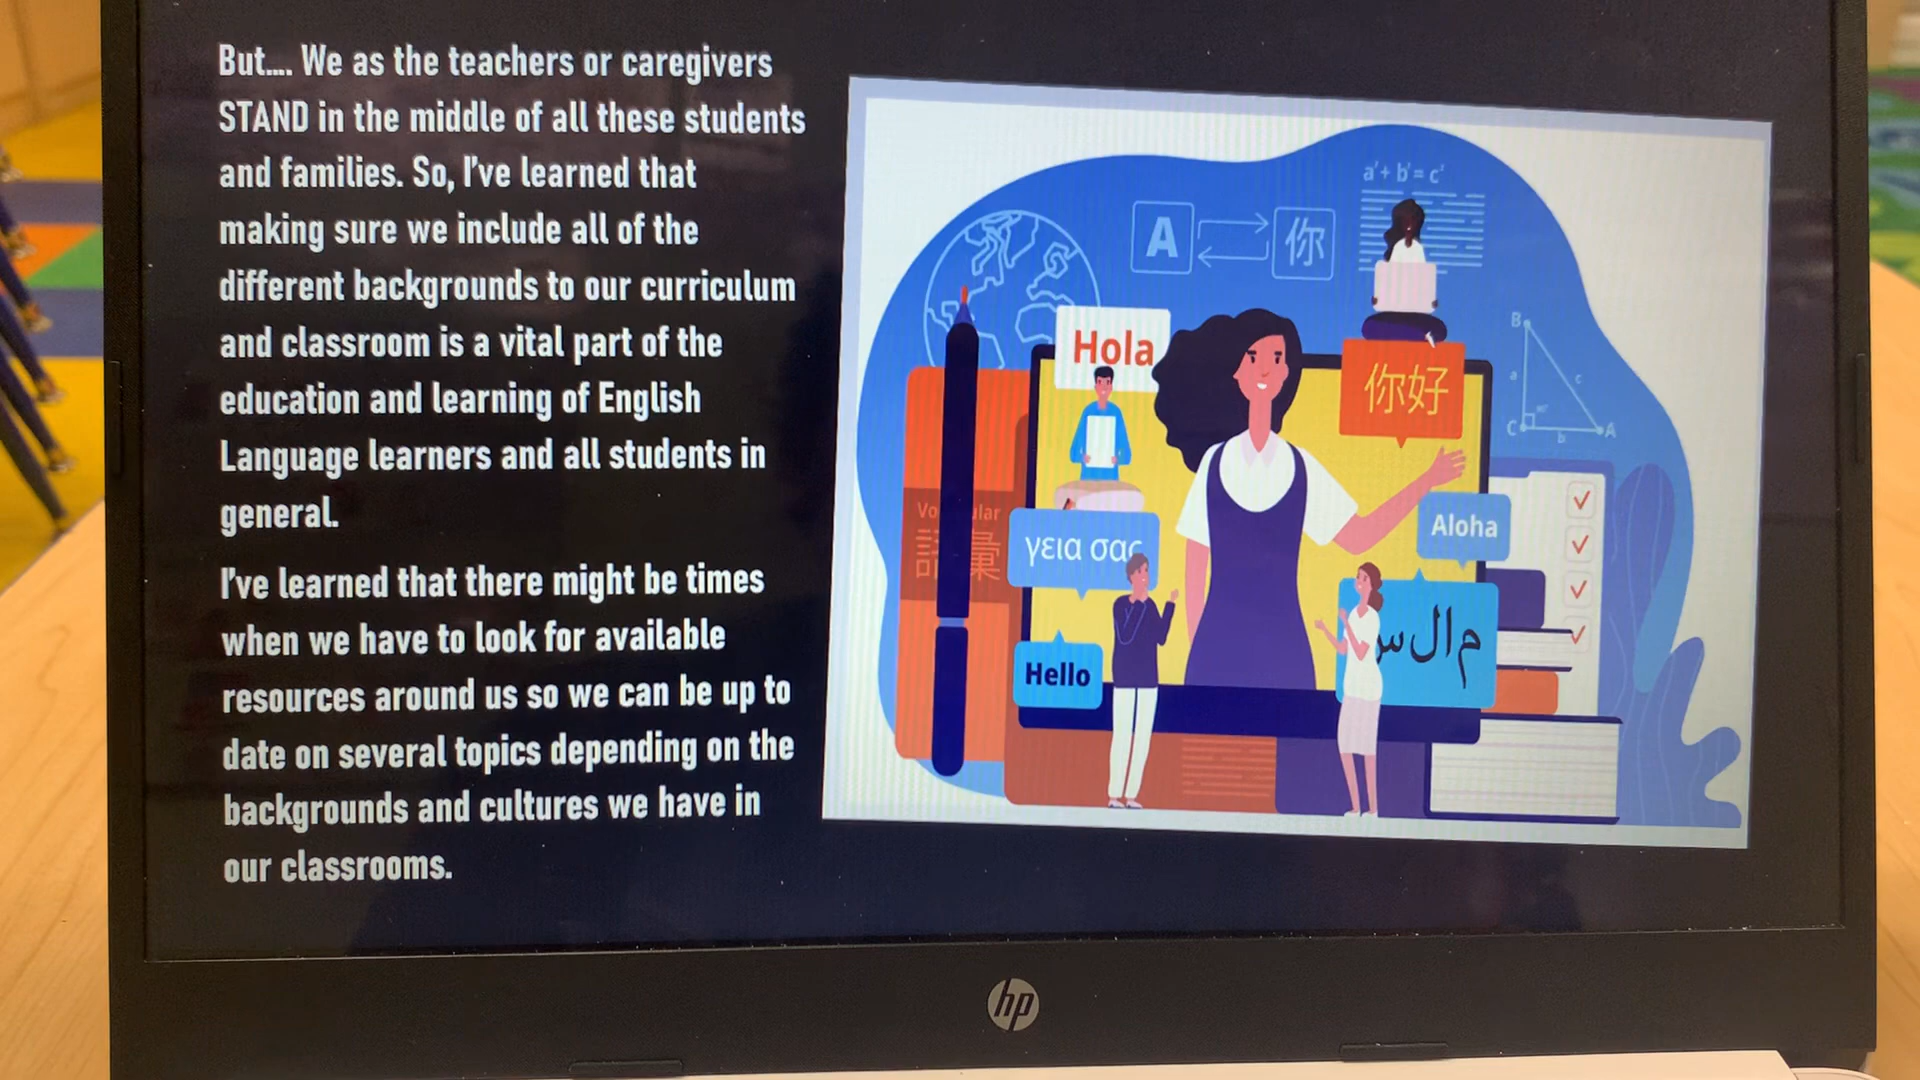 But.... We as the teachers or caregivers
STAND in the middle of all these students
and families. So, I've learned that
making sure we include all of the
different backgrounds to our curriculum
and classroom is a vital part of the
education and learning of English
Language learners and all students in
general.
I've learned that there might be times
when we have to look for available
resources around us so we can be up to
date on several topics depending on the
backgrounds and cultures we have in
our classrooms.
a² + b² = c²
A
你
Hola
你好
B
a
c
C
b
A
Aloha
γεια σας
Hello
م ا ل س
hp